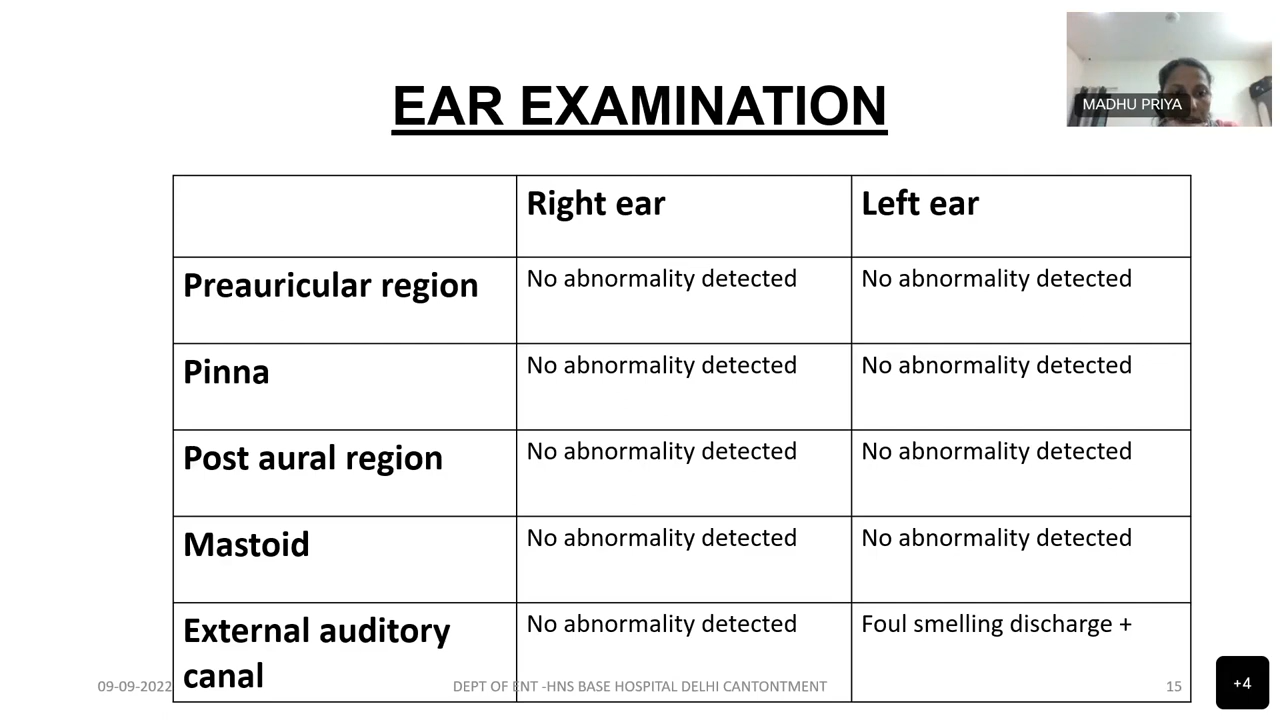 MADHU PRIYA
EAR EXAMINATION
Right ear
Left ear
Preauricular region
No abnormality detected
No abnormality detected
Pinna
No abnormality detected
No abnormality detected
Post aural region
No abnormality detected
No abnormality detected
Mastoid
No abnormality detected
No abnormality detected
External auditory
canal
No abnormality detected
Foul smelling discharge +
09-09-2022
DEPT OF ENT -HNS BASE HOSPITAL DELHI CANTONTMENT
15
+4